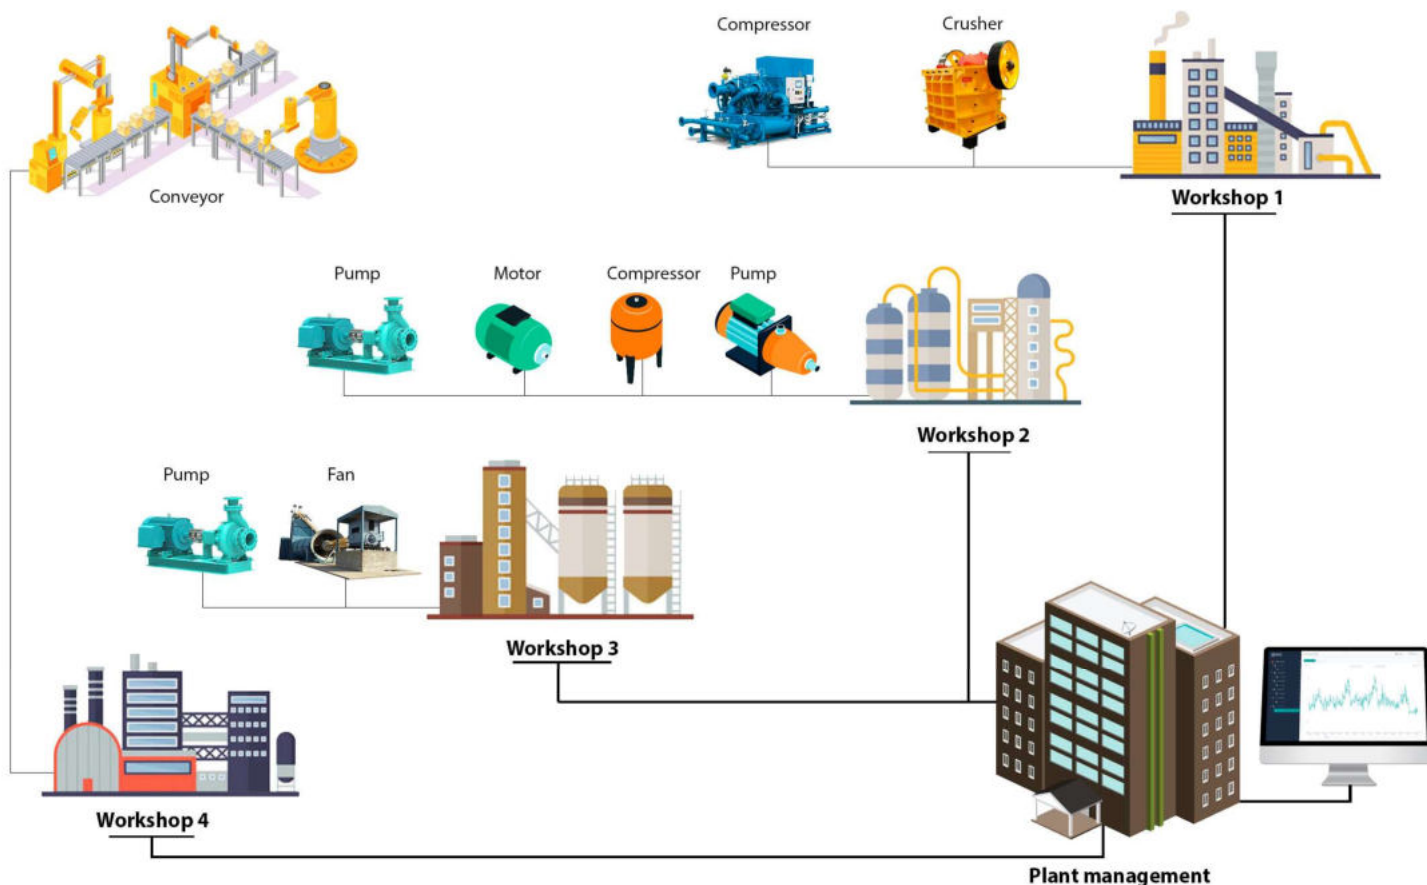 Compressor
Crusher
Conveyor
Workshop 1
Pump
Motor
Compressor
Pump
Workshop 2
Pump
Fan
Workshop 3
Workshop 4
Plant management